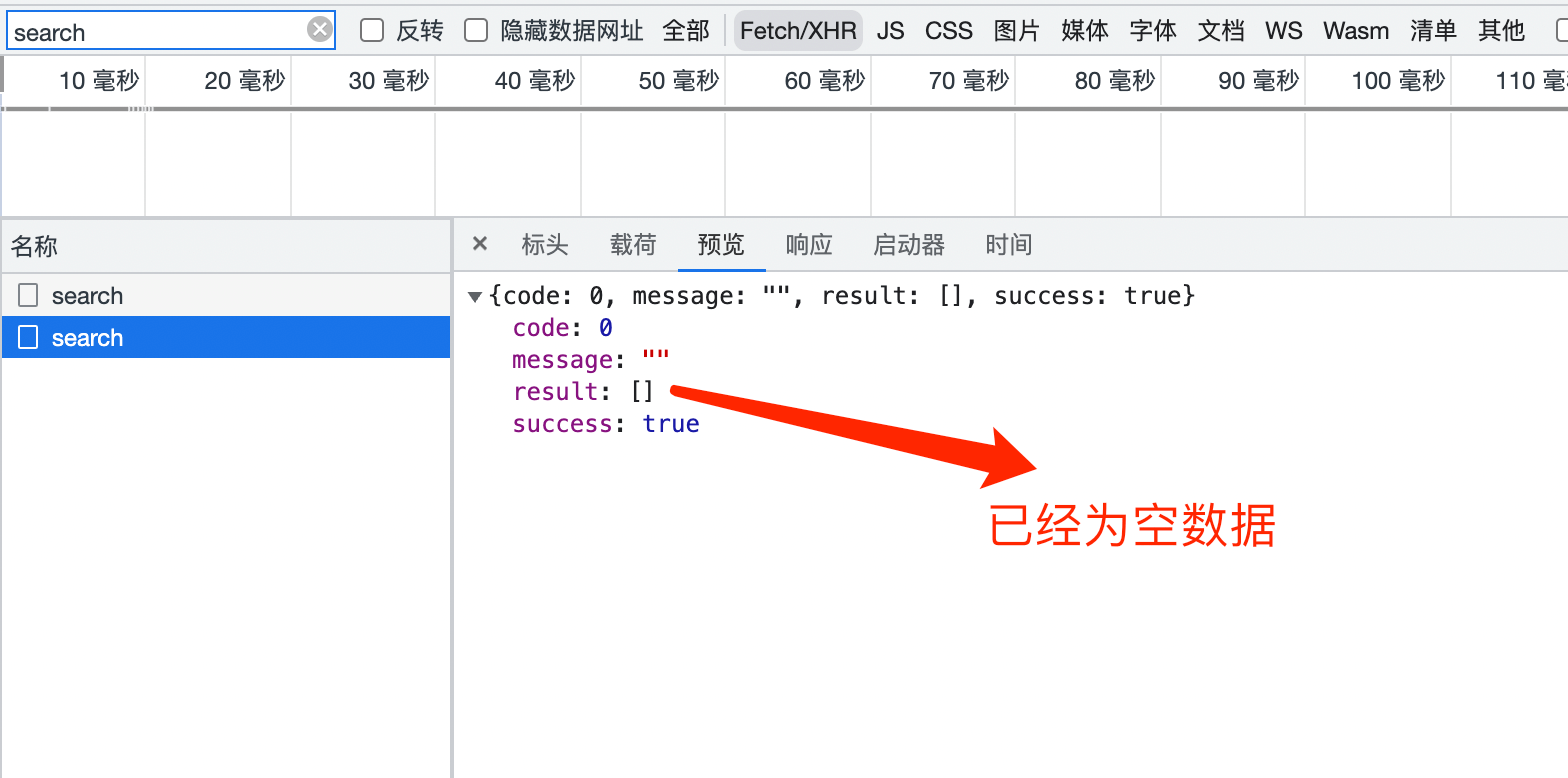 search 反转 隐藏数据网址 全部 Fetch/XHR JS CSS 图片 媒体 字体 文档 WS Wasm 清单 其他
10 毫秒 20 毫秒 30 毫秒 40 毫秒 50 毫秒 60 毫秒 70 毫秒 80 毫秒 90 毫秒 100 毫秒 110 毫
名称 × 标头 载荷 预览 响应 启动器 时间
search
search
{code: 0, message: "", result: [], success: true}
code: 0
message: ""
result: []
success: true
已经为空数据